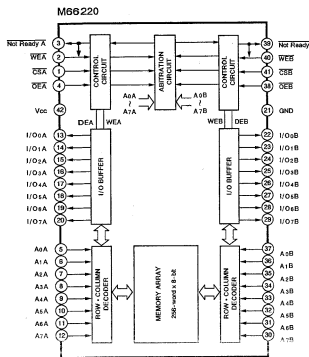 M66220
Not Ready A 3
WEA 2
CSA 1
OEA 4
Vcc 42
CONTROL CIRCUIT
ABITRATION CIRCUIT
CONTROL CIRCUIT
39 Not Ready B
40 WEB
41 CSB
38 OEB
21 GND
A0A ~ A7A
A0B ~ A7B
OEA WEA
WEB OEB
I/O0A 13
I/O1A 14
I/O2A 15
I/O3A 16
I/O4A 17
I/O5A 18
I/O6A 19
I/O7A 20
I/O BUFFER
I/O BUFFER
22 I/O0B
23 I/O1B
24 I/O2B
25 I/O3B
26 I/O4B
27 I/O5B
28 I/O6B
29 I/O7B
A0A 5
A1A 6
A2A 7
A3A 8
A4A 9
A5A 10
A6A 11
A7A 12
ROW • COLUMN DECODER
MEMORY ARRAY
256-word x 8-bit
ROW • COLUMN DECODER
37 A0B
36 A1B
35 A2B
34 A3B
33 A4B
32 A5B
31 A6B
30 A7B